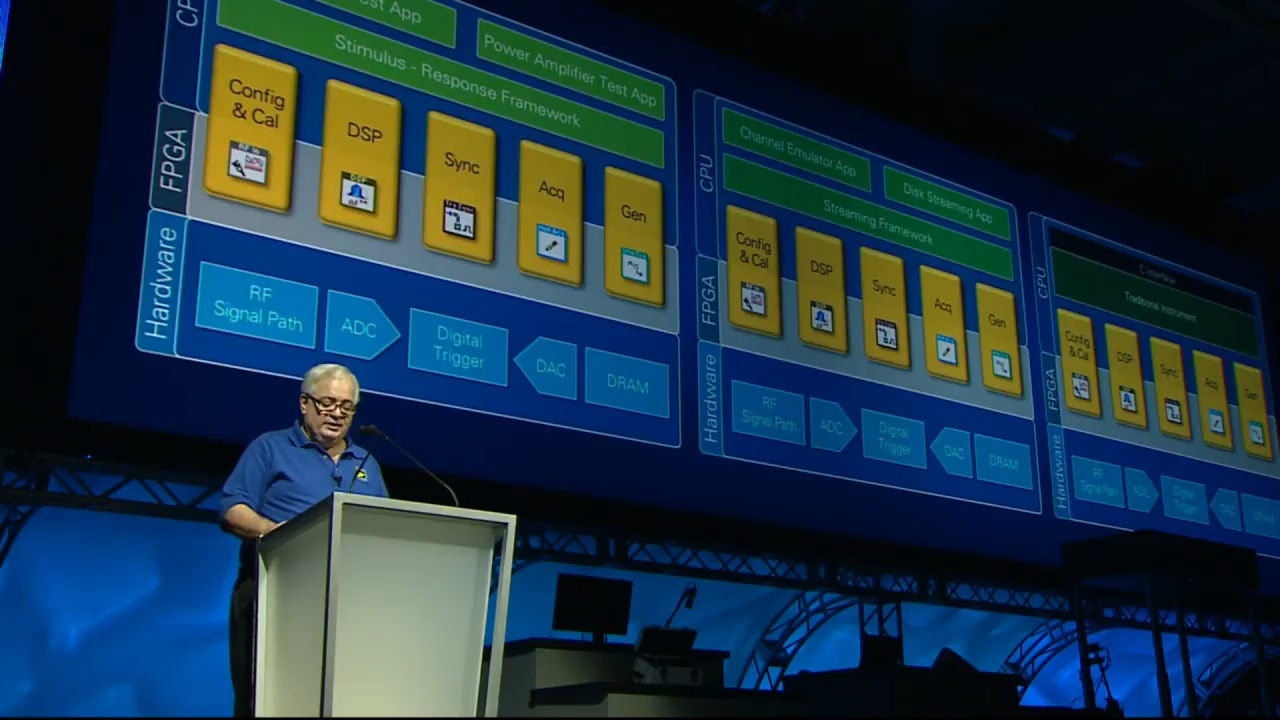 CPU
Test App
Power Amplifier Test App
Stimulus - Response Framework
FPGA
Config
& Cal
DSP
Sync
Acq
Gen
Hardware
RF
Signal Path
ADC
Digital
Trigger
DAC
DRAM
CPU
Channel Emulator App
Disk Streaming App
Streaming Framework
FPGA
Config
& Cal
DSP
Sync
Acq
Gen
Hardware
RF
Signal Path
ADC
Digital
Trigger
DAC
DRAM
CPU
C Interface
Traditional Instrument
FPGA
Config
& Cal
DSP
Sync
Acq
Gen
Hardware
RF
Signal Path
ADC
Digital
Trigger
DAC
DRAM